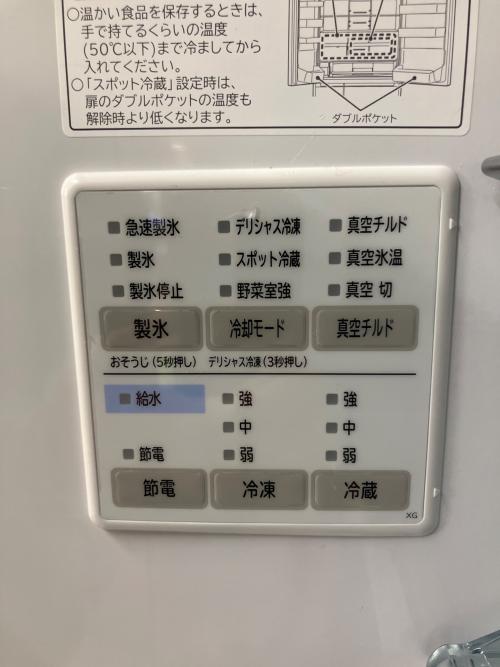 ○温かい食品を保存するときは、
手で持てるくらいの温度
(50℃以下)まで冷ましてから
入れてください。
○「スポット冷蔵」設定時は、
扉のダブルポケットの温度も
解除時より低くなります。
ダブルポケット
急速製氷 デリシャス冷凍 真空チルド
製氷 スポット冷蔵 真空氷温
製氷停止 野菜室強 真空 切
製氷 冷却モード 真空チルド
おそうじ(5秒押し) デリシャス冷凍(3秒押し)
給水 強 強
中 中
節電 弱 弱
節電 冷凍 冷蔵
XG